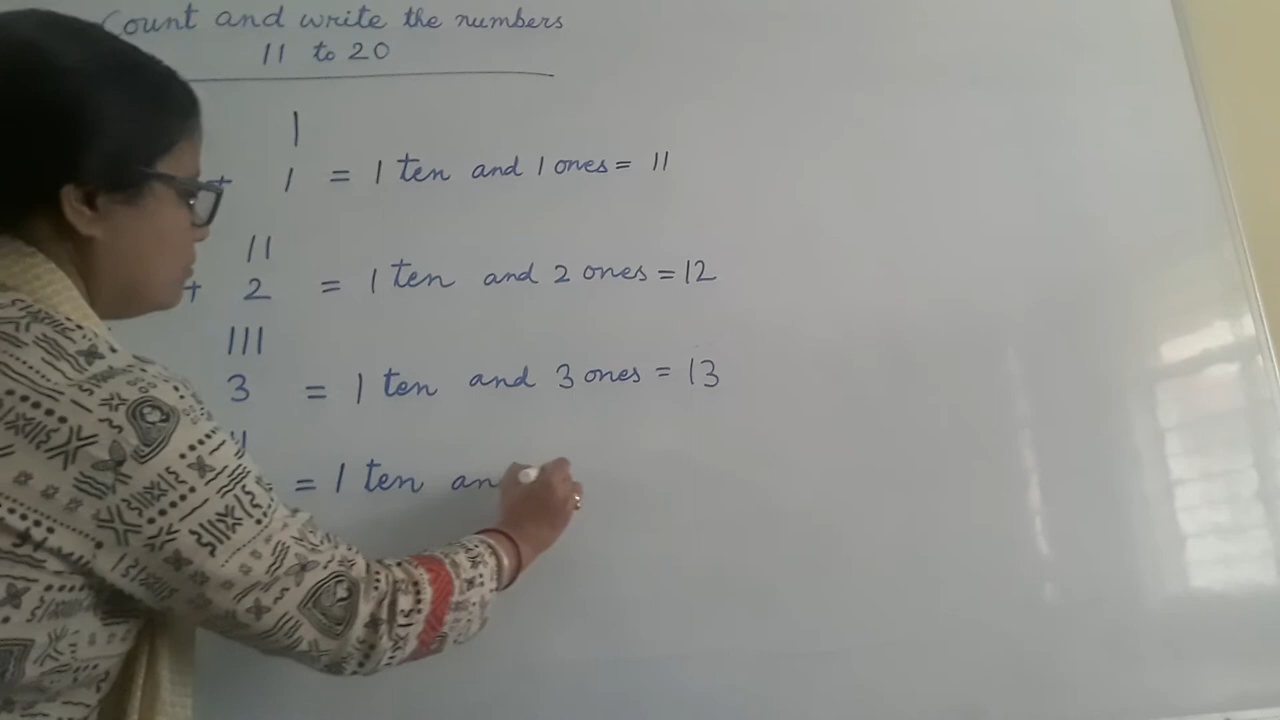 Count and write the numbers
11 to 20
1
+ 1 = 1 ten and 1 ones = 11
11
+ 2 = 1 ten and 2 ones = 12
111
3 = 1 ten and 3 ones = 13
= 1 ten an